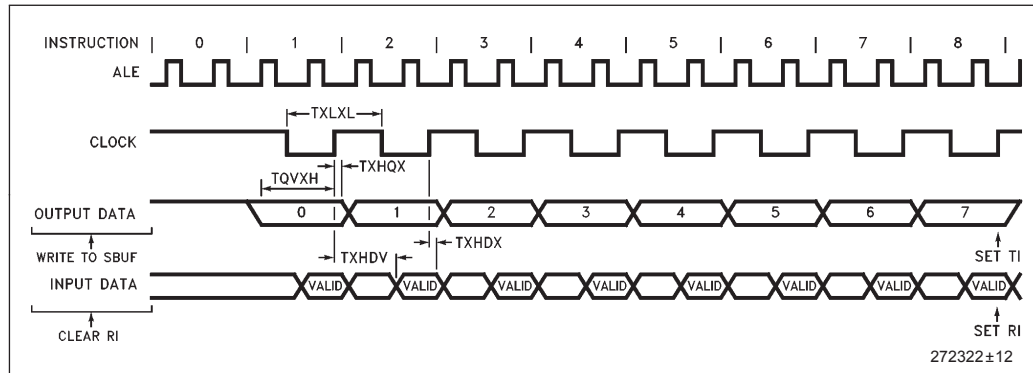 INSTRUCTION | 0 | 1 | 2 | 3 | 4 | 5 | 6 | 7 | 8 |
ALE
TXLXL
CLOCK
TXHQX
TQVXH
OUTPUT DATA 0 1 2 3 4 5 6 7
WRITE TO SBUF
TXHDV
TXHDX
SET TI
INPUT DATA VALID VALID VALID VALID VALID VALID VALID VALID
CLEAR RI
SET RI
272322±12